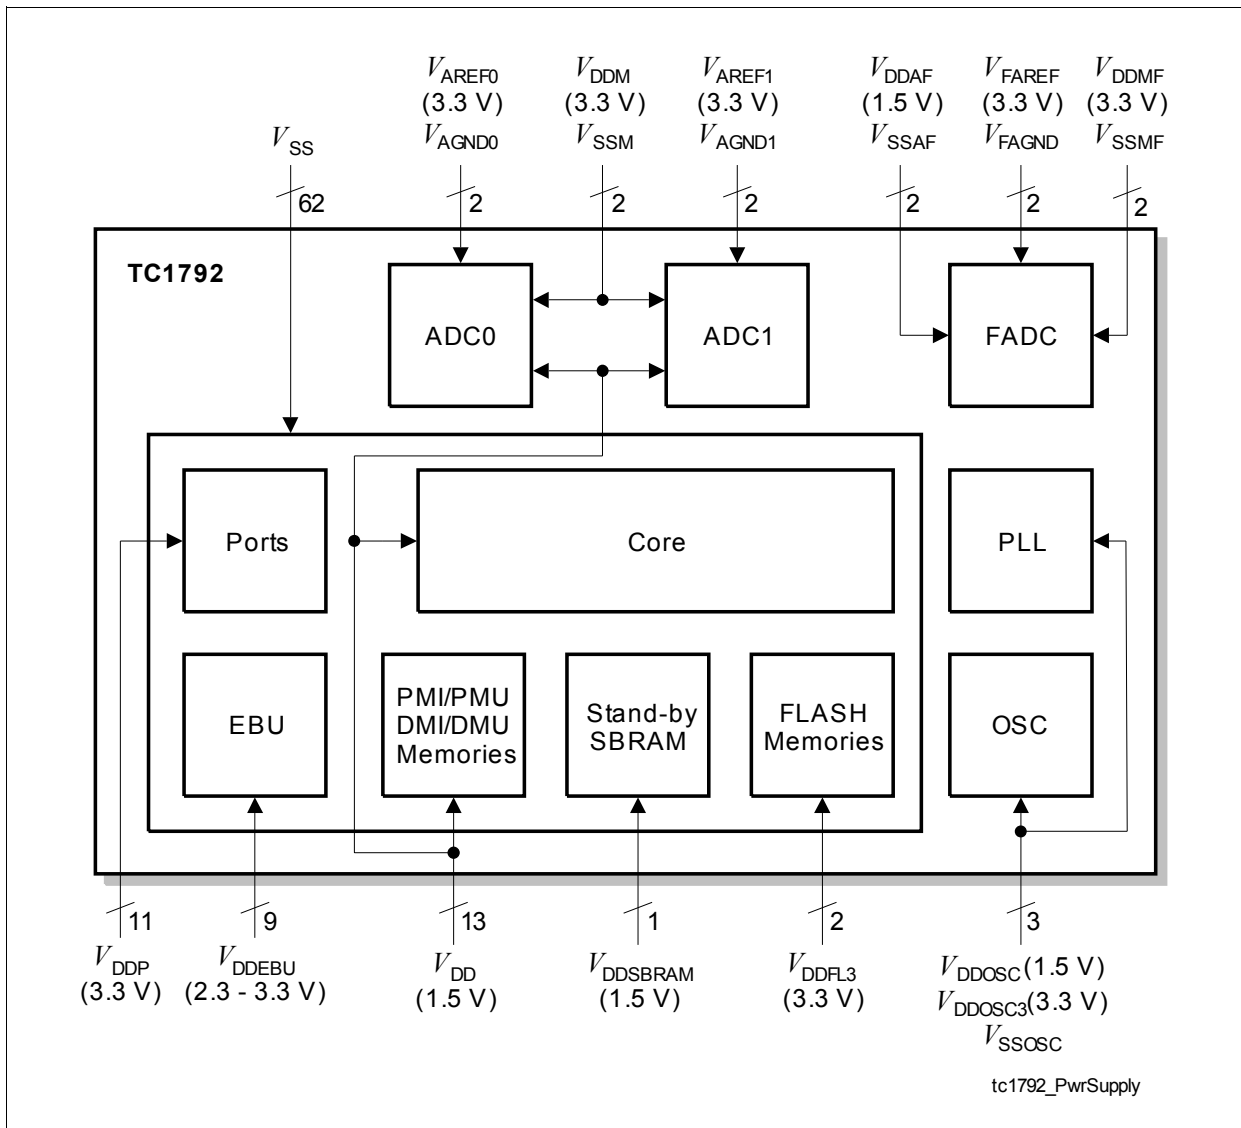 VAREF0 VDDM VAREF1 VDDAF VFAREF VDDMF
(3.3 V) (3.3 V) (3.3 V) (1.5 V) (3.3 V) (3.3 V)
VSS VAGND0 VSSM VAGND1 VSSAF VFAGND VSSMF
62 2 2 2 2 2 2
TC1792
ADC0 ADC1 FADC
Ports Core PLL
EBU
PMI/PMU
DMI/DMU
Memories
Stand-by
SBRAM
FLASH
Memories
OSC
11 9 13 1 2 3
VDDP VDDEBU VDD VDDSBRAM VDDFL3 VDDOSC(1.5 V)
(3.3 V) (2.3 - 3.3 V) (1.5 V) (1.5 V) (3.3 V) VDDOSC3(3.3 V)
VSSOSC
tc1792_PwrSupply